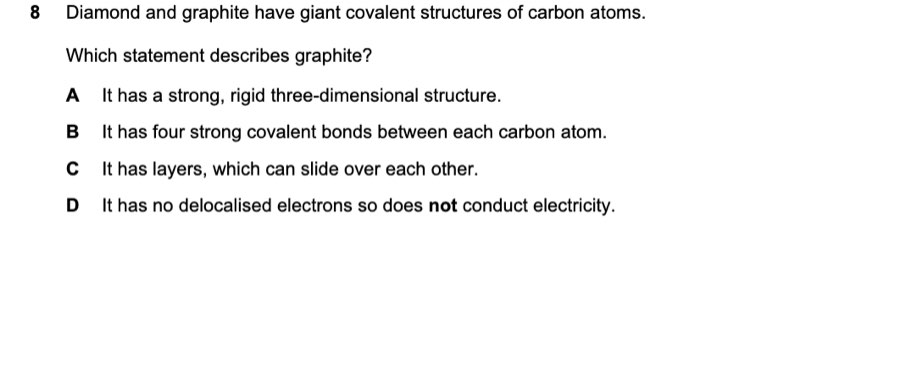 8 Diamond and graphite have giant covalent structures of carbon atoms.
Which statement describes graphite?
A It has a strong, rigid three-dimensional structure.
B It has four strong covalent bonds between each carbon atom.
C It has layers, which can slide over each other.
D It has no delocalised electrons so does not conduct electricity.